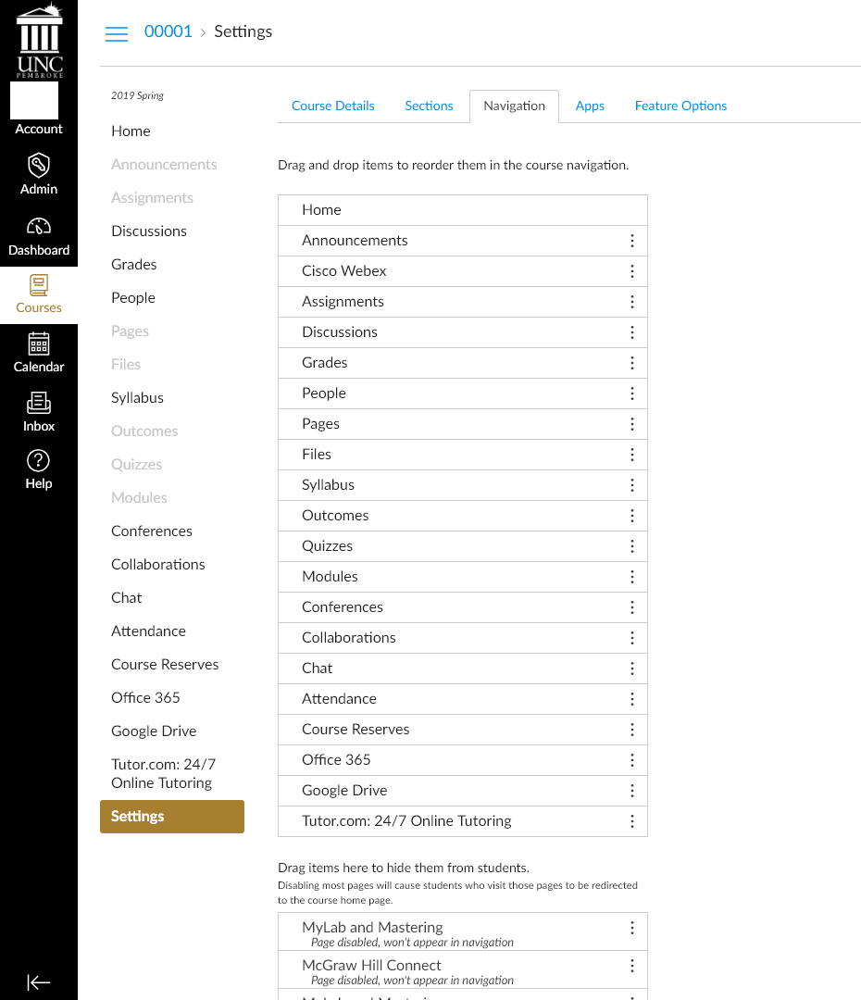 UNC
PEMBROKE
Account
Admin
Dashboard
Courses
Calendar
Inbox
Help
00001 > Settings
2019 Spring
Home
Announcements
Assignments
Discussions
Grades
People
Pages
Files
Syllabus
Outcomes
Quizzes
Modules
Conferences
Collaborations
Chat
Attendance
Course Reserves
Office 365
Google Drive
Tutor.com: 24/7
Online Tutoring
Settings
Course Details Sections Navigation Apps Feature Options
Drag and drop items to reorder them in the course navigation.
Home
Announcements
Cisco Webex
Assignments
Discussions
Grades
People
Pages
Files
Syllabus
Outcomes
Quizzes
Modules
Conferences
Collaborations
Chat
Attendance
Course Reserves
Office 365
Google Drive
Tutor.com: 24/7 Online Tutoring
Drag items here to hide them from students.
Disabling most pages will cause students who visit those pages to be redirected
to the course home page.
MyLab and Mastering
Page disabled, won't appear in navigation
McGraw Hill Connect
Page disabled, won't appear in navigation